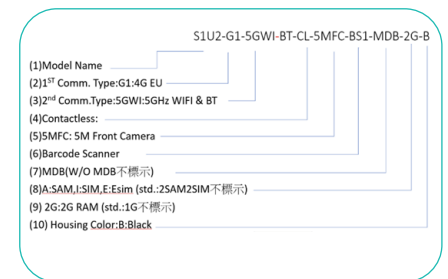 S1U2-G1-5GWI-BT-CL-5MFC-BS1-MDB-2G-B
(1)Model Name
(2)1ST Comm. Type:G1:4G EU
(3)2nd Comm.Type:5GWI:5GHz WIFI & BT
(4)Contactless:
(5)5MFC: 5M Front Camera
(6)Barcode Scanner
(7)MDB(W/O MDB不標示)
(8)A:SAM,I:SIM,E:Esim (std.:2SAM2SIM不標示)
(9) 2G:2G RAM (std.:1G不標示)
(10) Housing Color:B:Black